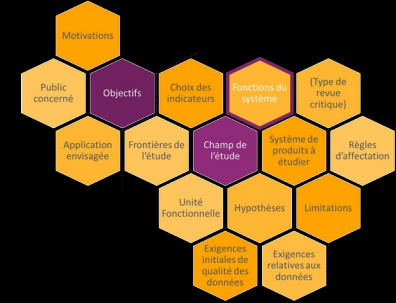 Motivations
Public
concerné
Objectifs
Choix des
indicateurs
Fonctions du
système
(Type de
revue
critique)
Application
envisagée
Frontières de
l'étude
Champ de
l'étude
Système de
produits à
étudier
Règles
d'affectation
Unité
Fonctionnelle
Hypothèses
Limitations
Exigences
initiales de
qualité des
données
Exigences
relatives aux
données